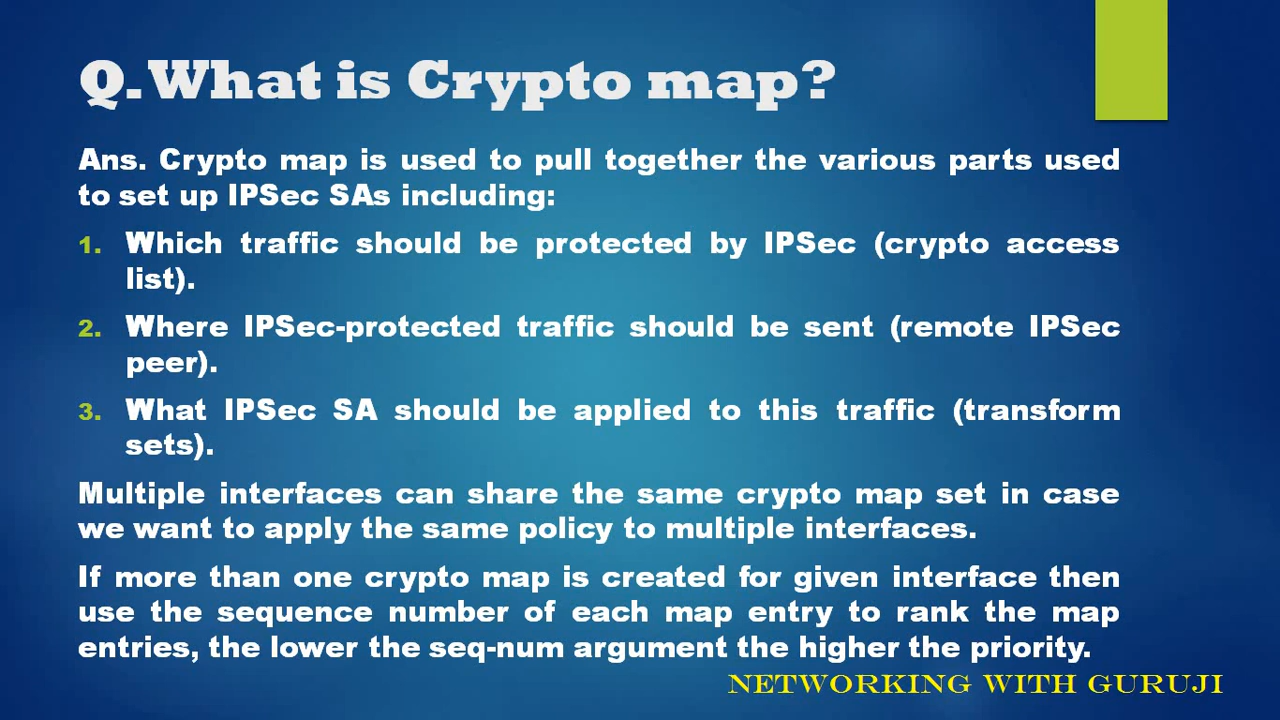 Q.What is Crypto map?
Ans. Crypto map is used to pull together the various parts used
to set up IPSec SAs including:
1. Which traffic should be protected by IPSec (crypto access
list).
2. Where IPSec-protected traffic should be sent (remote IPSec
peer).
3. What IPSec SA should be applied to this traffic (transform
sets).
Multiple interfaces can share the same crypto map set in case
we want to apply the same policy to multiple interfaces.
If more than one crypto map is created for given interface then
use the sequence number of each map entry to rank the map
entries, the lower the seq-num argument the higher the priority.
NETWORKING WITH GURUJI